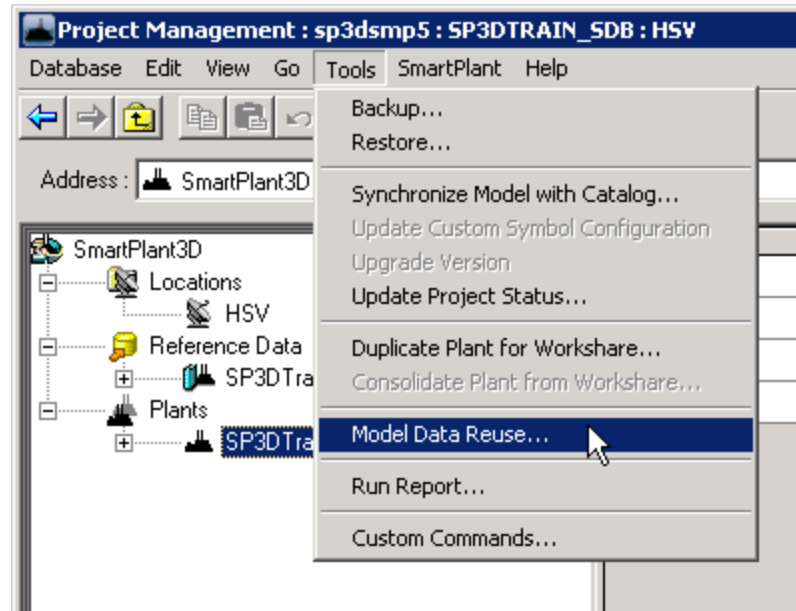 Project Management : sp3dsmp5 : SP3DTRAIN_SDB : HSV
Database Edit View Go Tools SmartPlant Help
Address : SmartPlant3D
SmartPlant3D
Locations
HSV
Reference Data
SP3DTra
Plants
SP3DTra
Backup...
Restore...
Synchronize Model with Catalog...
Update Custom Symbol Configuration
Upgrade Version
Update Project Status...
Duplicate Plant for Workshare...
Consolidate Plant from Workshare...
Model Data Reuse...
Run Report...
Custom Commands...